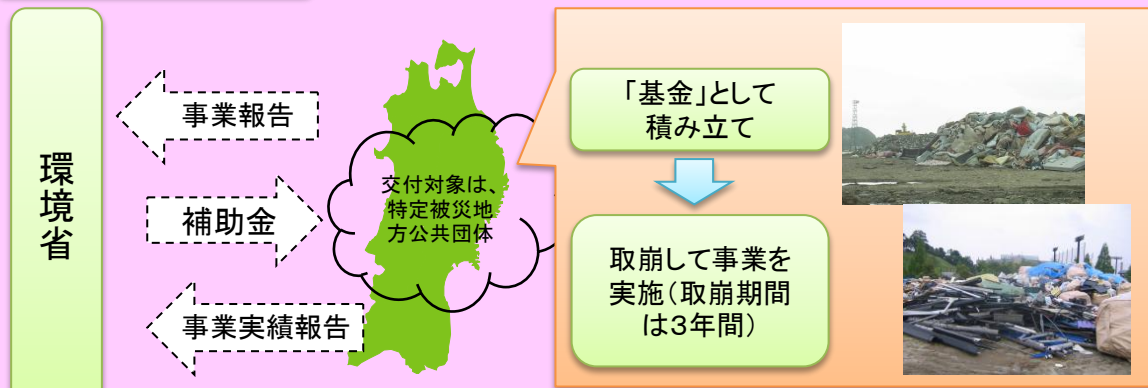 環境省
事業報告
補助金
事業実績報告
交付対象は、
特定被災地
方公共団体
「基金」として
積み立て
取崩して事業を
実施(取崩期間
は3年間)